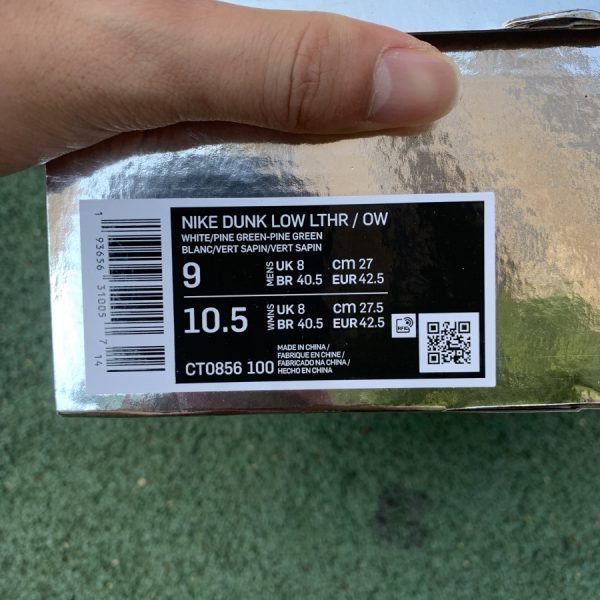 NIKE DUNK LOW LTHR / OW
WHITE/PINE GREEN-PINE GREEN
BLANC/VERT SAPIN/VERT SAPIN
9 MENS UK 8 CM 27
BR 40.5 EUR 42.5
10.5 WMNS UK 8 CM 27.5
BR 40.5 EUR 42.5
RFID
CT0856 100
MADE IN CHINA /
FABRIQUE EN CHINE /
FABRICADO NA CHINA /
HECHO EN CHINA
1 93656 31005 7 14